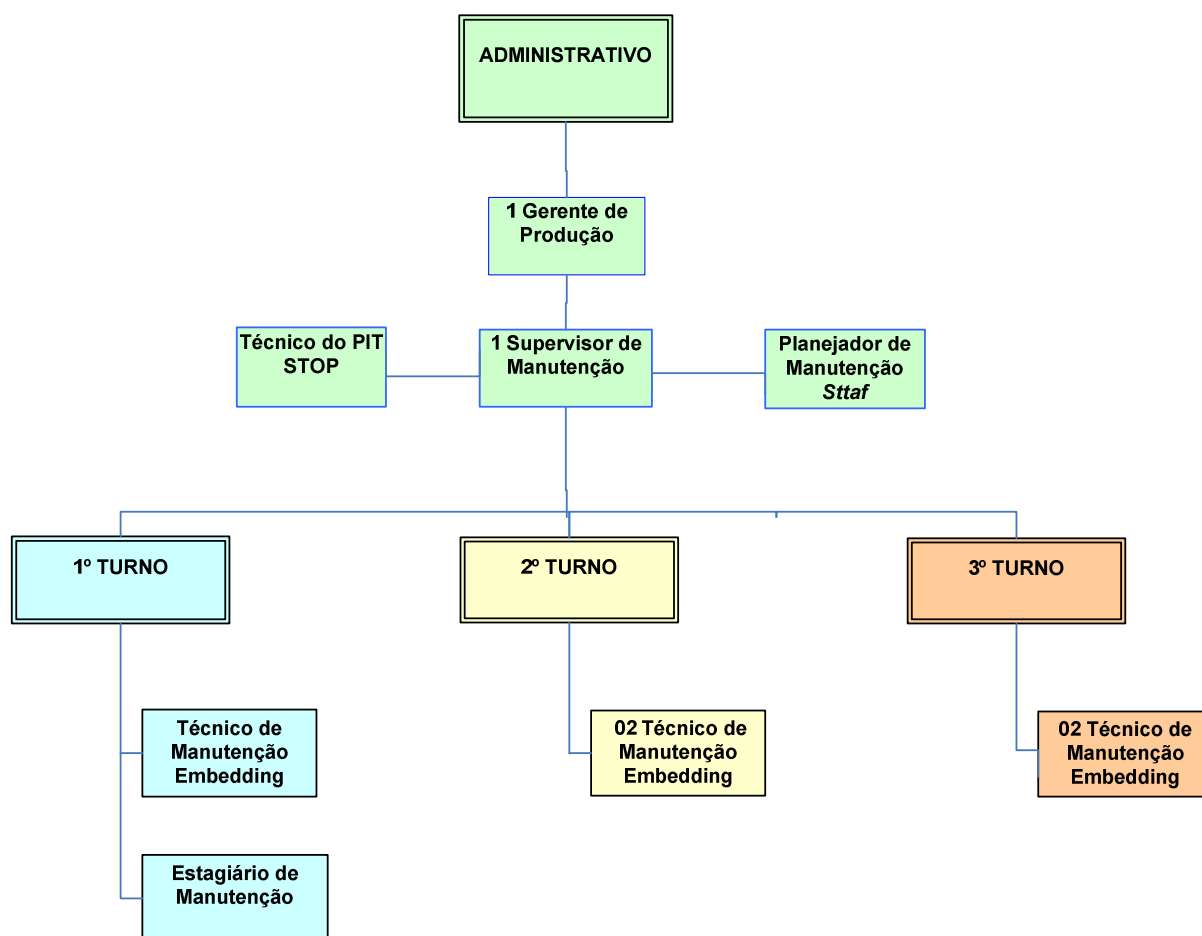 ADMINISTRATIVO
1 Gerente de
Produção
Técnico do PIT
STOP
1 Supervisor de
Manutenção
Planejador de
Manutenção
Sttaf
1º TURNO
2º TURNO
3º TURNO
Técnico de
Manutenção
Embedding
02 Técnico de
Manutenção
Embedding
02 Técnico de
Manutenção
Embedding
Estagiário de
Manutenção